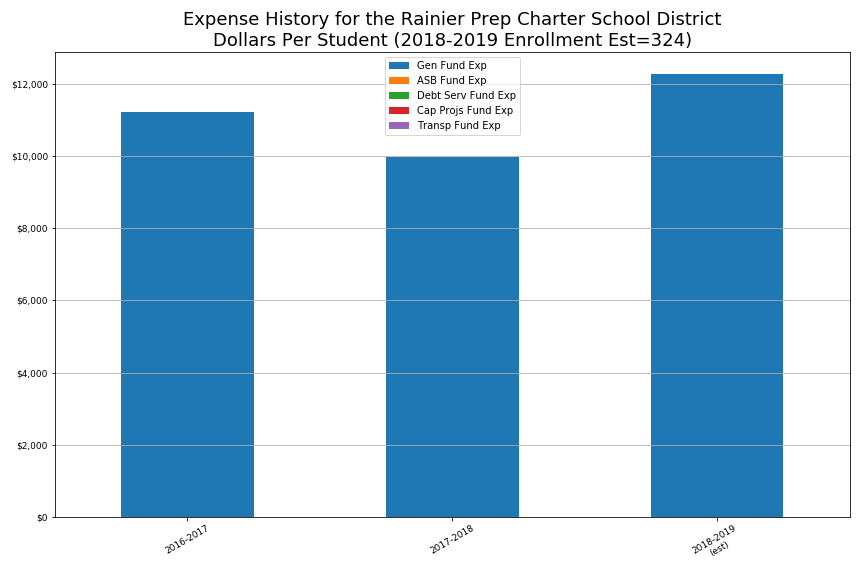 Expense History for the Rainier Prep Charter School District
Dollars Per Student (2018-2019 Enrollment Est=324)
Gen Fund Exp
ASB Fund Exp
Debt Serv Fund Exp
Cap Projs Fund Exp
Transp Fund Exp
$12,000
$10,000
$8,000
$6,000
$4,000
$2,000
$0
2016-2017
2017-2018
2018-2019
(est)